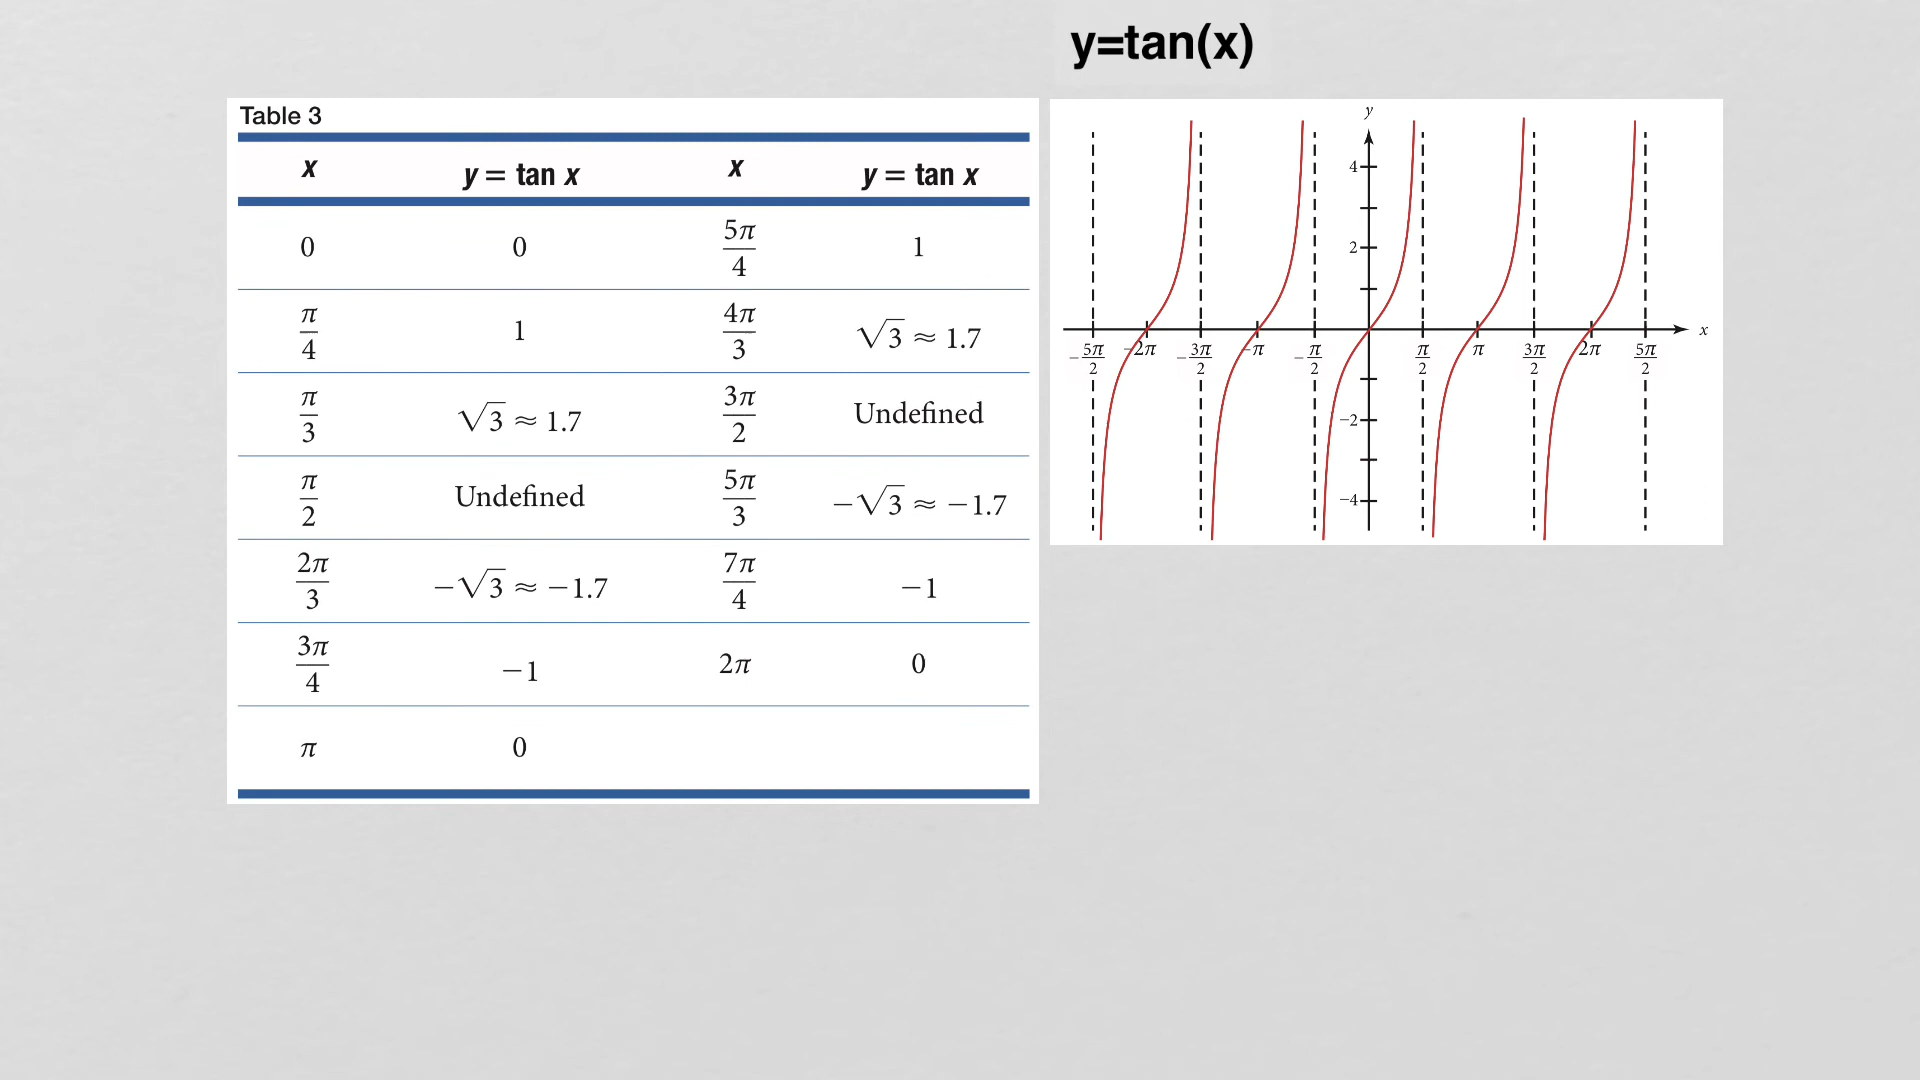 y=tan(x)
Table 3
x y = tan x x y = tan x
0 0 5π/4 1
π/4 1 4π/3 √3 ≈ 1.7
π/3 √3 ≈ 1.7 3π/2 Undefined
π/2 Undefined 5π/3 −√3 ≈ −1.7
2π/3 −√3 ≈ −1.7 7π/4 −1
3π/4 −1 2π 0
π 0
y
4
2
x
−5π/2 −2π −3π/2 −π −π/2 π/2 π 3π/2 2π 5π/2
−2
−4